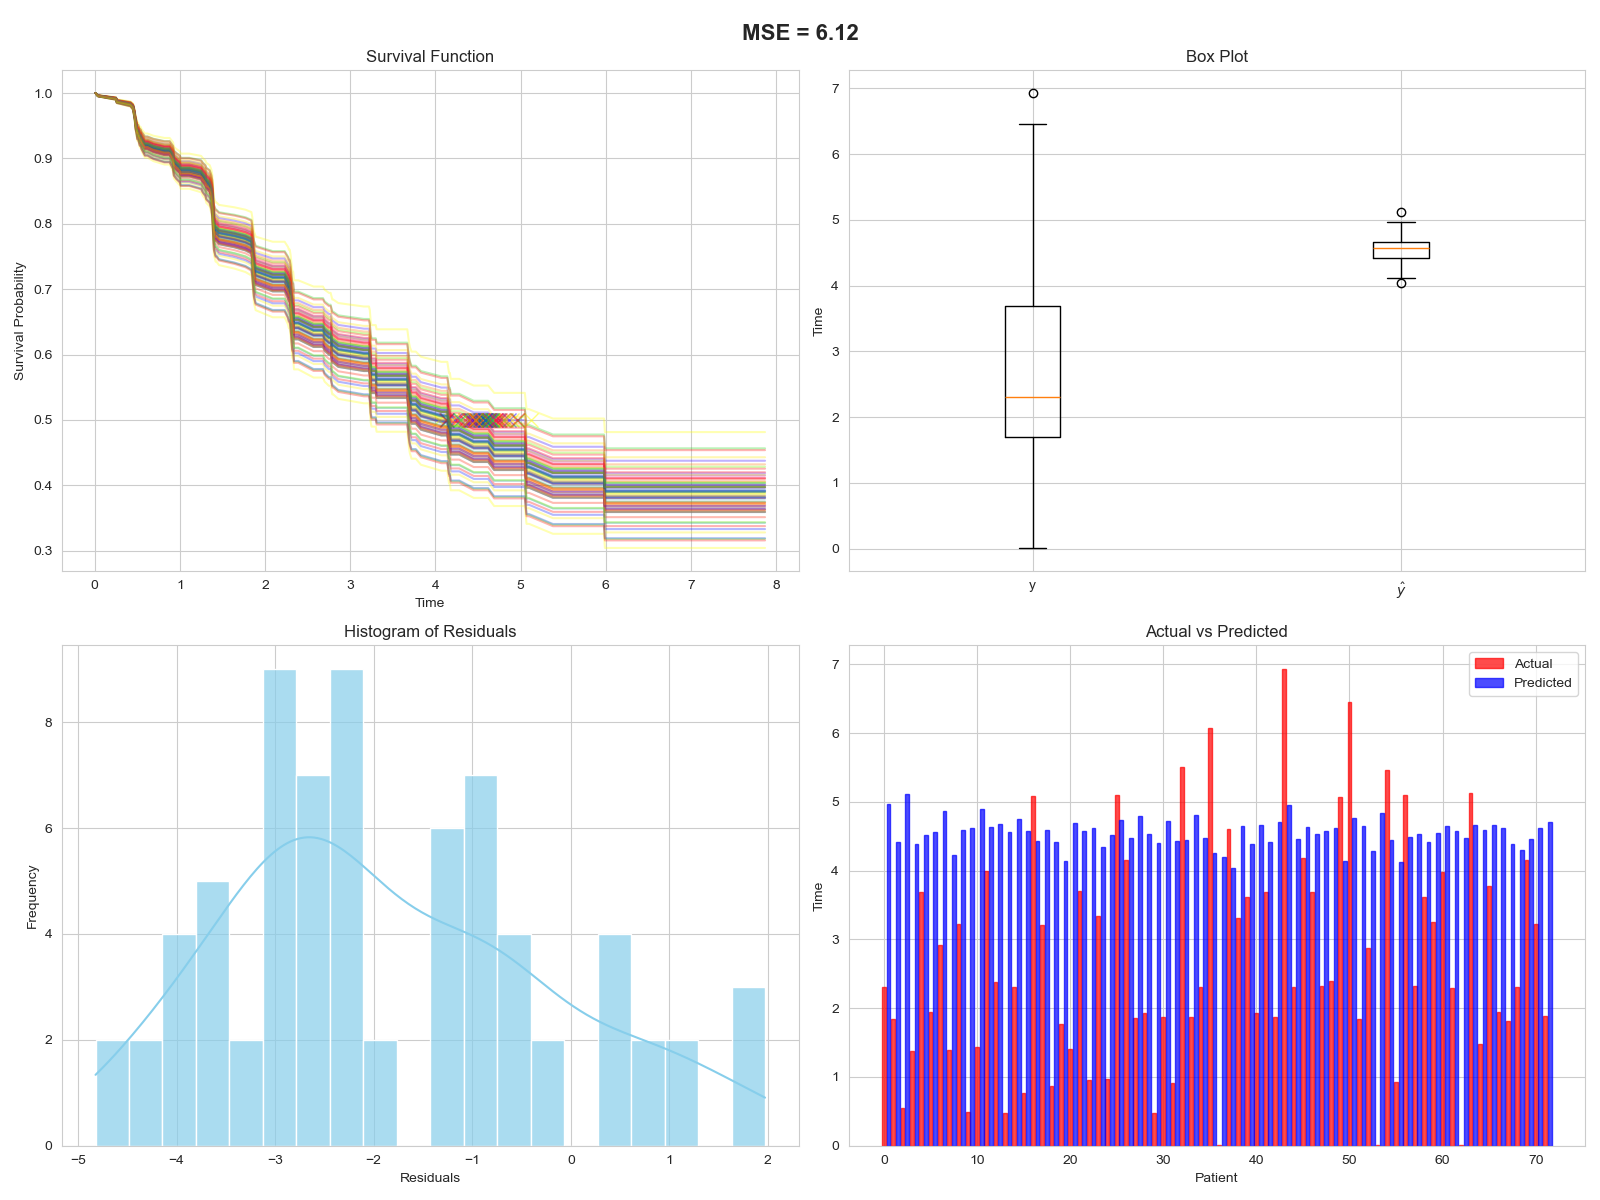 MSE = 6.12
Survival Function
1.0
0.9
0.8
0.7
0.6
0.5
0.4
0.3
Survival Probability
0 1 2 3 4 5 6 7 8
Time
Box Plot
7
6
5
4
3
2
1
0
Time
y ŷ
Histogram of Residuals
8
6
4
2
0
Frequency
−5 −4 −3 −2 −1 0 1 2
Residuals
Actual vs Predicted
Actual
Predicted
7
6
5
4
3
2
1
0
Time
0 10 20 30 40 50 60 70
Patient